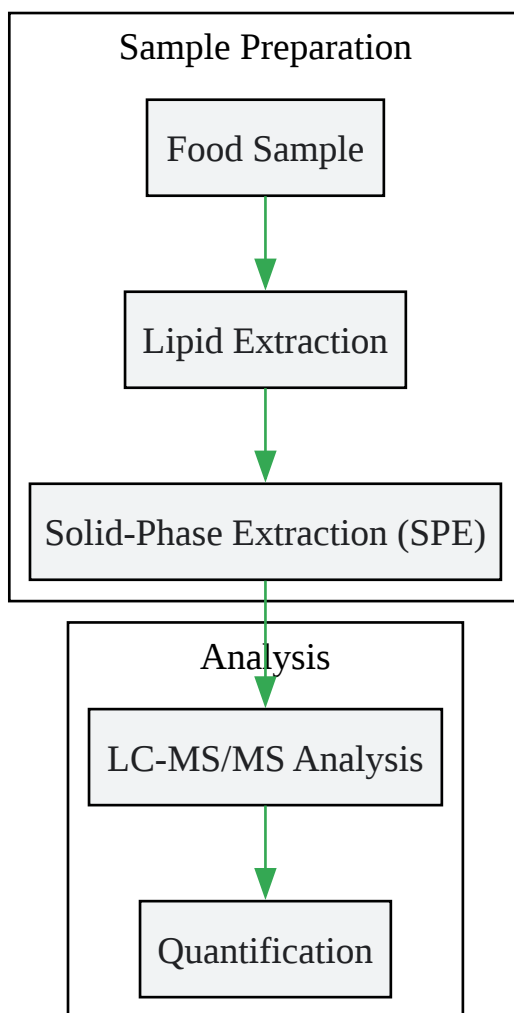 Sample Preparation
Food Sample
Lipid Extraction
Solid-Phase Extraction (SPE)
Analysis
LC-MS/MS Analysis
Quantification